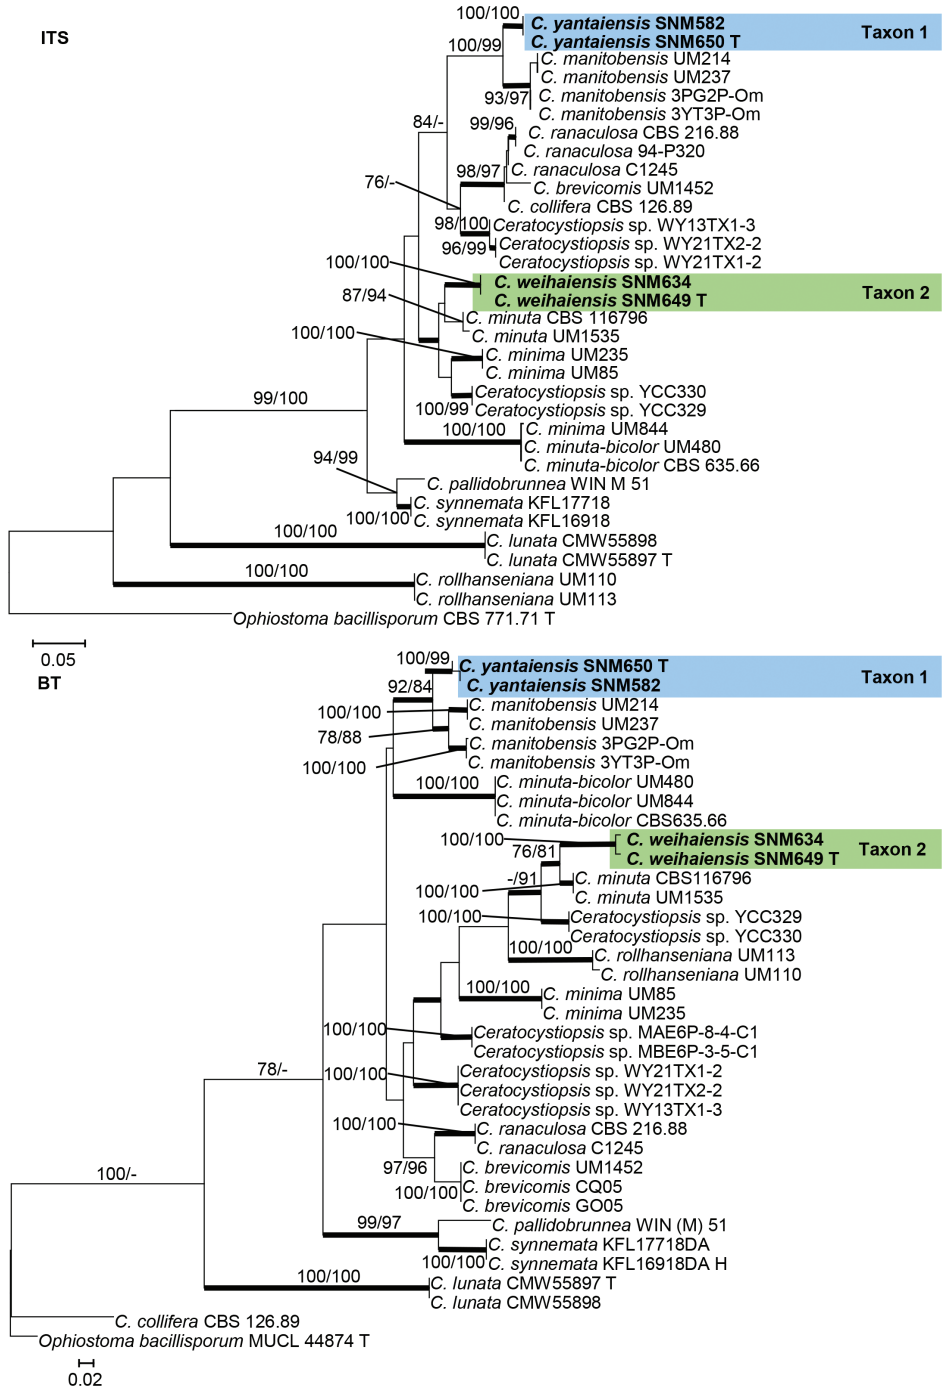 100/100
ITS
C. yantaiensis SNM582
Taxon 1
C. yantaiensis SNM650 T
100/99
C. manitobensis UM214
C. manitobensis UM237
93/97
C. manitobensis 3PG2P-Om
C. manitobensis 3YT3P-Om
84/-
99/96
C. ranaculosa CBS 216.88
C. ranaculosa 94-P320
98/97
C. ranaculosa C1245
76/-
C. brevicomis UM1452
C. collifera CBS 126.89
98/100
Ceratocystiopsis sp. WY13TX1-3
96/99
Ceratocystiopsis sp. WY21TX2-2
Ceratocystiopsis sp. WY21TX1-2
100/100
C. weihaiensis SNM634
Taxon 2
87/94
C. weihaiensis SNM649 T
C. minuta CBS 116796
100/100
C. minuta UM1535
C. minima UM235
C. minima UM85
Ceratocystiopsis sp. YCC330
99/100
100/99
Ceratocystiopsis sp. YCC329
100/100
C. minima UM844
C. minuta-bicolor UM480
94/99
C. minuta-bicolor CBS 635.66
C. pallidobrunnea WIN M 51
C. synnemata KFL17718
100/100
C. synnemata KFL16918
100/100
C. lunata CMW55898
C. lunata CMW55897 T
100/100
C. rollhanseniana UM110
C. rollhanseniana UM113
Ophiostoma bacillisporum CBS 771.71 T
0.05
BT
100/99
C. yantaiensis SNM650 T
Taxon 1
92/84
C. yantaiensis SNM582
100/100
C. manitobensis UM214
78/88
C. manitobensis UM237
C. manitobensis 3PG2P-Om
100/100
C. manitobensis 3YT3P-Om
100/100
C. minuta-bicolor UM480
C. minuta-bicolor UM844
C. minuta-bicolor CBS635.66
100/100
C. weihaiensis SNM634
76/81
Taxon 2
C. weihaiensis SNM649 T
-/91
C. minuta CBS116796
100/100
C. minuta UM1535
100/100
Ceratocystiopsis sp. YCC329
Ceratocystiopsis sp. YCC330
100/100
C. rollhanseniana UM113
C. rollhanseniana UM110
100/100
C. minima UM85
C. minima UM235
100/100
Ceratocystiopsis sp. MAE6P-8-4-C1
Ceratocystiopsis sp. MBE6P-3-5-C1
78/-
100/100
Ceratocystiopsis sp. WY21TX1-2
Ceratocystiopsis sp. WY21TX2-2
Ceratocystiopsis sp. WY13TX1-3
100/100
C. ranaculosa CBS 216.88
C. ranaculosa C1245
100/-
97/96
C. brevicomis UM1452
100/100
C. brevicomis CQ05
C. brevicomis GO05
99/97
C. pallidobrunnea WIN (M) 51
C. synnemata KFL17718DA
100/100
C. synnemata KFL16918DA H
100/100
C. lunata CMW55897 T
C. lunata CMW55898
C. collifera CBS 126.89
Ophiostoma bacillisporum MUCL 44874 T
0.02